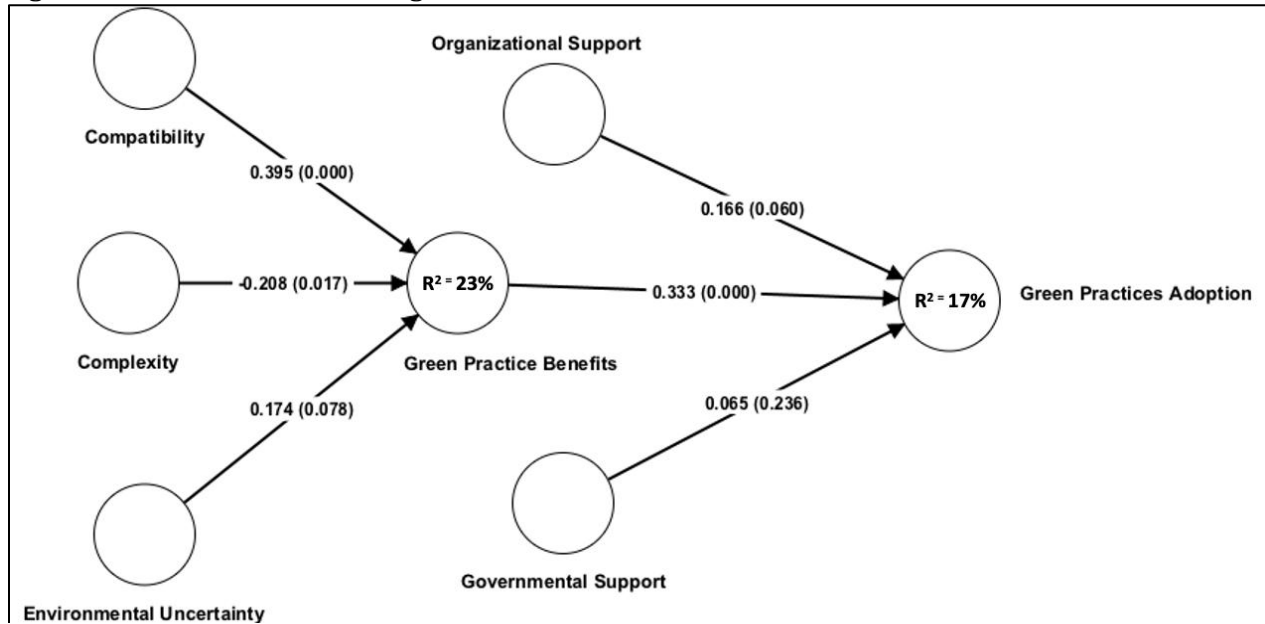 Organizational Support
Compatibility
0.395 (0.000)
0.166 (0.060)
-0.208 (0.017)
R² = 23%
0.333 (0.000)
R² = 17%
Green Practices Adoption
Complexity
Green Practice Benefits
0.174 (0.078)
0.065 (0.236)
Governmental Support
Environmental Uncertainty